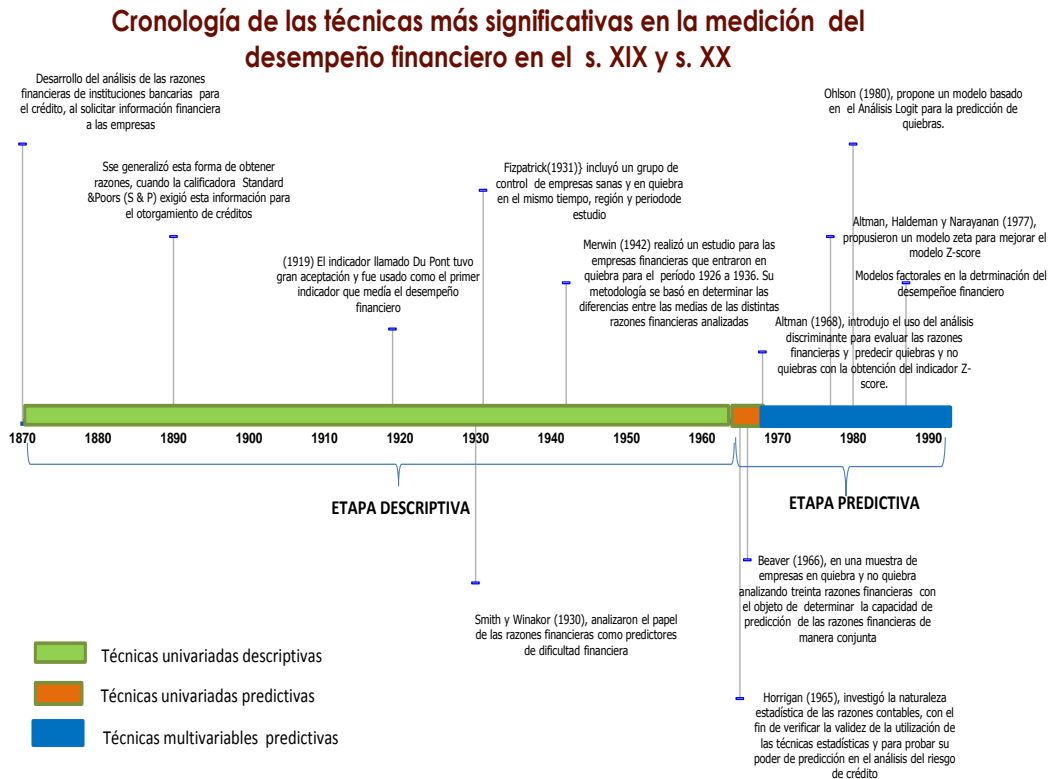 Cronología de las técnicas más significativas en la medición del
desempeño financiero en el s. XIX y s. XX
Desarrollo del análisis de las razones
financieras de instituciones bancarias para
el crédito, al solicitar información financiera
a las empresas
Sse generalizó esta forma de obtener
razones, cuando la calificadora Standard
&Poors (S & P) exigió esta información para
el otorgamiento de créditos
(1919) El indicador llamado Du Pont tuvo
gran aceptación y fue usado como el primer
indicador que medía el desempeño
financiero
Fizpatrick(1931)} incluyó un grupo de
control de empresas sanas y en quiebra
en el mismo tiempo, región y periodode
estudio
Merwin (1942) realizó un estudio para las
empresas financieras que entraron en
quiebra para el período 1926 a 1936. Su
metodología se basó en determinar las
diferencias entre las medias de las distintas
razones financieras analizadas
Ohlson (1980), propone un modelo basado
en el Análisis Logit para la predicción de
quiebras.
Altman, Haldeman y Narayanan (1977),
propusieron un modelo zeta para mejorar el
modelo Z-score
Modelos factorales en la detrminación del
desempeñoe financiero
Altman (1968), introdujo el uso del análisis
discriminante para evaluar las razones
financieras y predecir quiebras y no
quiebras con la obtención del indicador Z-
score.
1870 1880 1890 1900 1910 1920 1930 1940 1950 1960 1970 1980 1990
ETAPA DESCRIPTIVA
ETAPA PREDICTIVA
Smith y Winakor (1930), analizaron el papel
de las razones financieras como predictores
de dificultad financiera
Beaver (1966), en una muestra de
empresas en quiebra y no quiebra
analizando treinta razones financieras con
el objeto de determinar la capacidad de
predicción de las razones financieras de
manera conjunta
Horrigan (1965), investigó la naturaleza
estadística de las razones contables, con el
fin de verificar la validez de la utilización de
las técnicas estadísticas y para probar su
poder de predicción en el análisis del riesgo
de crédito
Técnicas univariadas descriptivas
Técnicas univariadas predictivas
Técnicas multivariables predictivas